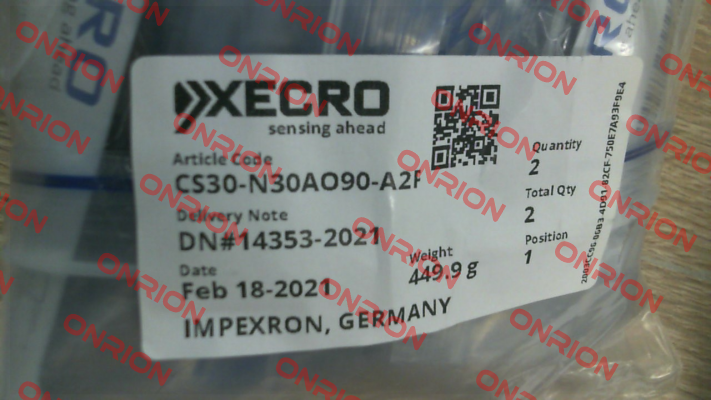 XECRO
sensing ahead
Article Code
CS30-N30AO90-A2P
Delivery Note
DN#14353-2021
Date
Feb 18-2021
IMPEXRON, GERMANY
Weight
449.9 g
Quantity
2
Total Qty
2
Position
1
ONRION